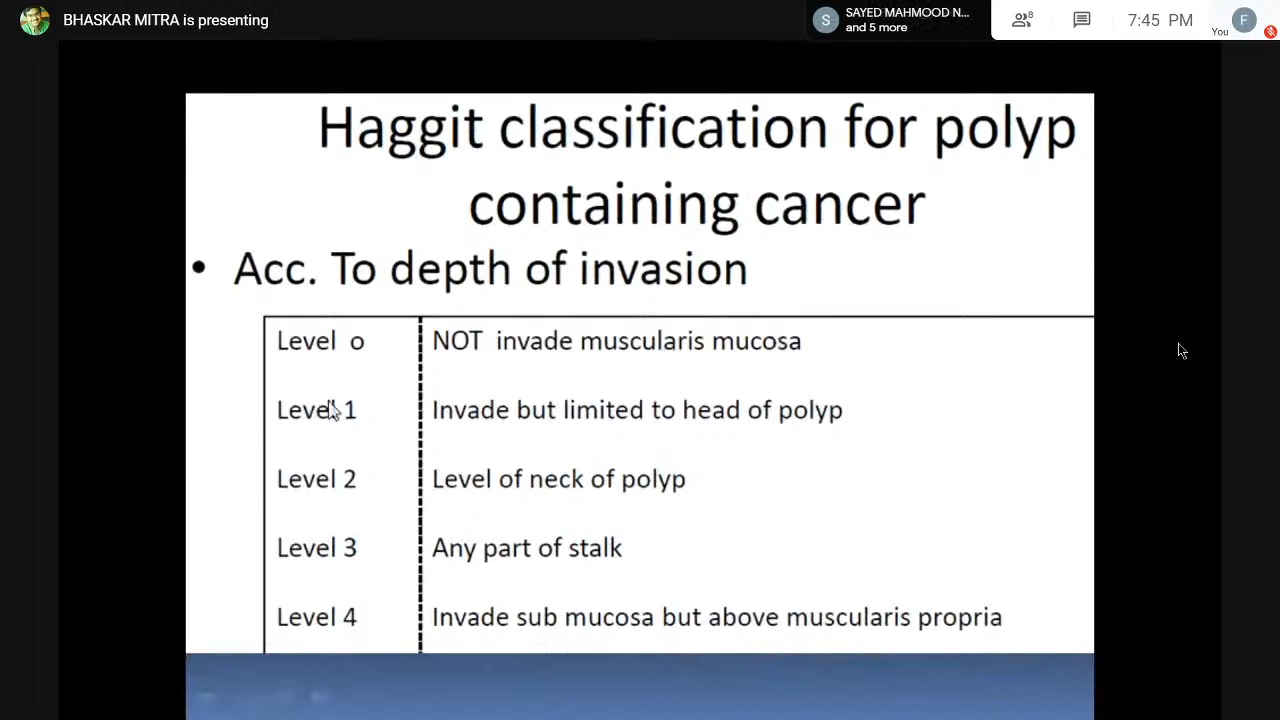 BHASKAR MITRA is presenting
S
SAYED MAHMOOD N...
and 5 more
8
7:45 PM
You
F
Haggit classification for polyp
containing cancer
• Acc. To depth of invasion
Level o NOT invade muscularis mucosa
Level 1 Invade but limited to head of polyp
Level 2 Level of neck of polyp
Level 3 Any part of stalk
Level 4 Invade sub mucosa but above muscularis propria